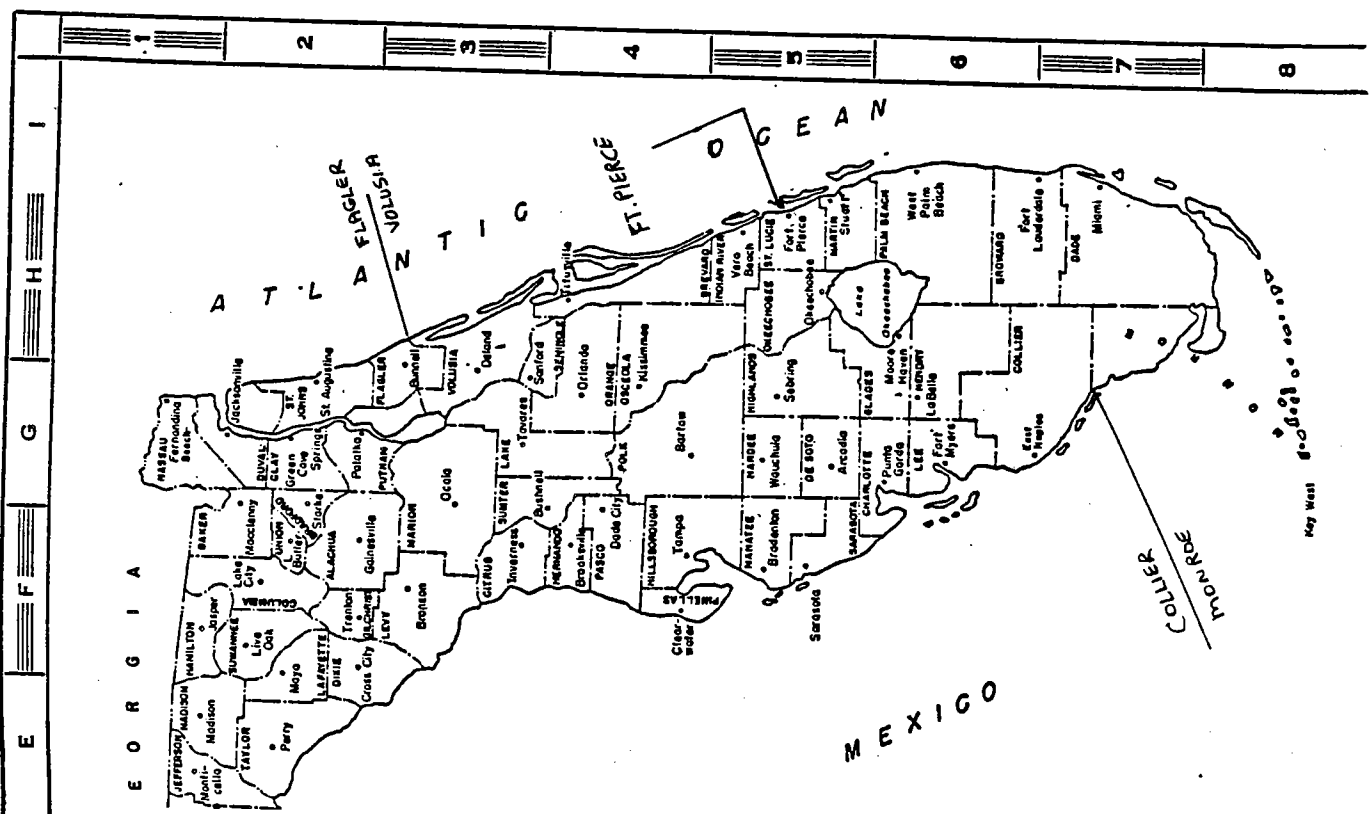 1
2
3
4
5
6
7
8
I
H
G
F
E
E O R G I A
A T L A N T I C
O C E A N
M E X I C O
FLAGLER
VOLUSIA
FT. PIERCE
COLLIER
MONROE
NASSAU
Fernandina
Beach
Jacksonville
DUVAL
CLAY
Green
Cove
Springs
ST.
JOHNS
St Augustine
Palatka
PUTNAM
FLAGLER
Bunnell
VOLUSIA
Deland
BAKER
Macclenny
UNION
L.
Butler
BRADFORD
Starke
ALACHUA
Gainesville
MARION
Ocala
Lake
City
COLUMBIA
HAMILTON
Jasper
SUWANNEE
Live
Oak
Trenton
GILCHRIST
LEVY
Bronson
LAFAYETTE
Mayo
DIXIE
Cross City
MADISON
Madison
TAYLOR
Perry
JEFFERSON
Monti-
cello
CITRUS
Inverness
SUMTER
Bushnell
LAKE
Tavares
HERNANDO
Brooksville
PASCO
Dade City
Sanford
SEMINOLE
Titusville
Orlando
ORANGE
OSCEOLA
Kissimmee
BREVARD
INDIAN RIVER
Vero
Beach
HILLSBOROUGH
Tampa
PINELLAS
Clear-
water
POLK
Bartow
MANATEE
Bradenton
HARDEE
Wauchula
HIGHLANDS
Sebring
OKEECHOBEE
Okeechobee
ST. LUCIE
Fort
Pierce
MARTIN
Stuart
SARASOTA
Sarasota
DE SOTO
Arcadia
CHARLOTTE
Punta
Gorda
GLADES
Moore
Haven
Lake
Okeechobee
PALM BEACH
West
Palm
Beach
LEE
Fort
Myers
HENDRY
LaBelle
COLLIER
East
Naples
BROWARD
Fort
Lauderdale
DADE
Miami
Key West